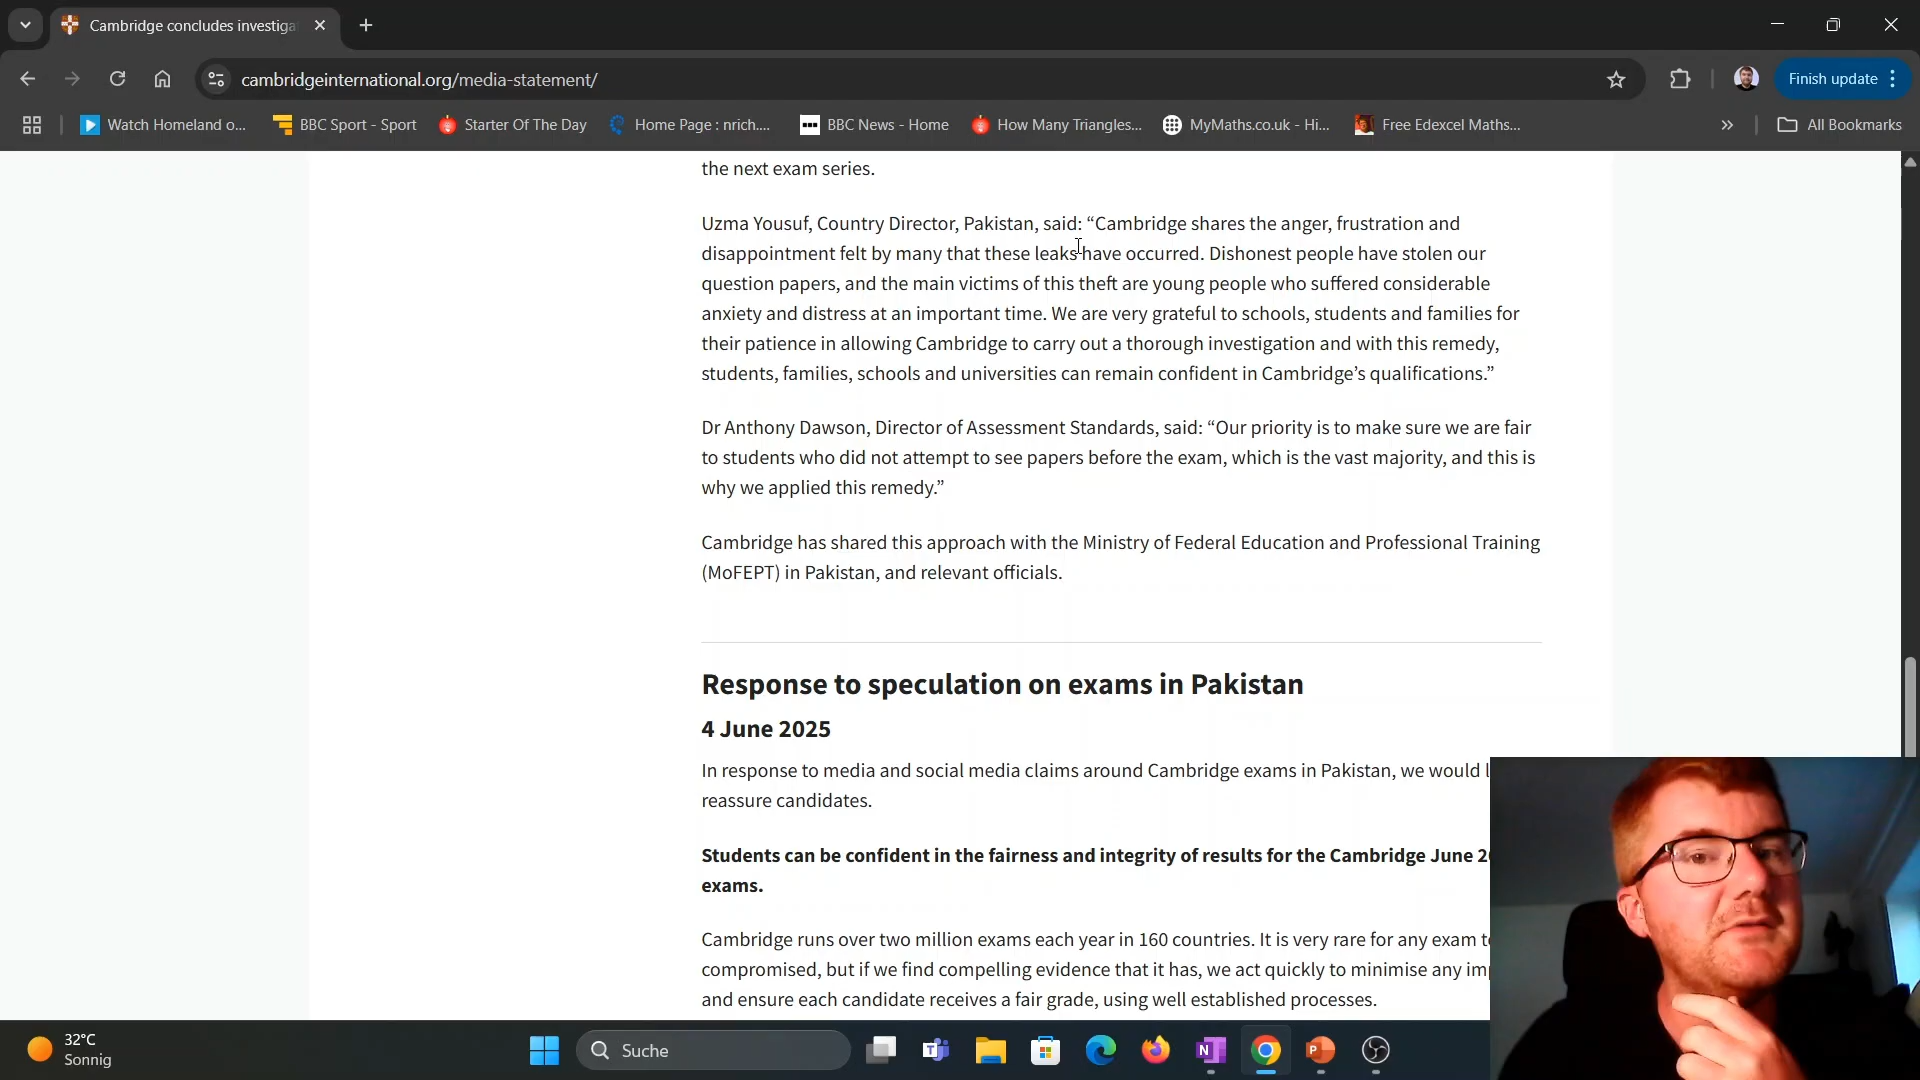 Cambridge concludes investiga
cambridgeinternational.org/media-statement/
Finish update
Watch Homeland o...
BBC Sport - Sport
Starter Of The Day
Home Page : nrich....
BBC News - Home
How Many Triangles...
MyMaths.co.uk - Hi...
Free Edexcel Maths...
»
All Bookmarks
the next exam series.
Uzma Yousuf, Country Director, Pakistan, said: “Cambridge shares the anger, frustration and
disappointment felt by many that these leaks have occurred. Dishonest people have stolen our
question papers, and the main victims of this theft are young people who suffered considerable
anxiety and distress at an important time. We are very grateful to schools, students and families for
their patience in allowing Cambridge to carry out a thorough investigation and with this remedy,
students, families, schools and universities can remain confident in Cambridge’s qualifications.”
Dr Anthony Dawson, Director of Assessment Standards, said: “Our priority is to make sure we are fair
to students who did not attempt to see papers before the exam, which is the vast majority, and this is
why we applied this remedy.”
Cambridge has shared this approach with the Ministry of Federal Education and Professional Training
(MoFEPT) in Pakistan, and relevant officials.
Response to speculation on exams in Pakistan
4 June 2025
In response to media and social media claims around Cambridge exams in Pakistan, we would l
reassure candidates.
Students can be confident in the fairness and integrity of results for the Cambridge June 2
exams.
Cambridge runs over two million exams each year in 160 countries. It is very rare for any exam t
compromised, but if we find compelling evidence that it has, we act quickly to minimise any im
and ensure each candidate receives a fair grade, using well established processes.
32°C
Sonnig
Suche